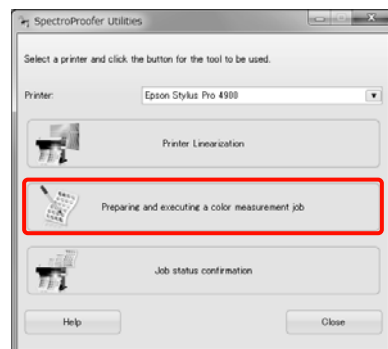 SpectroProofer Utilities
Select a printer and click the button for the tool to be used.
Printer: Epson Stylus Pro 4900
Printer Linearization
Preparing and executing a color measurement job
Job status confirmation
Help Close